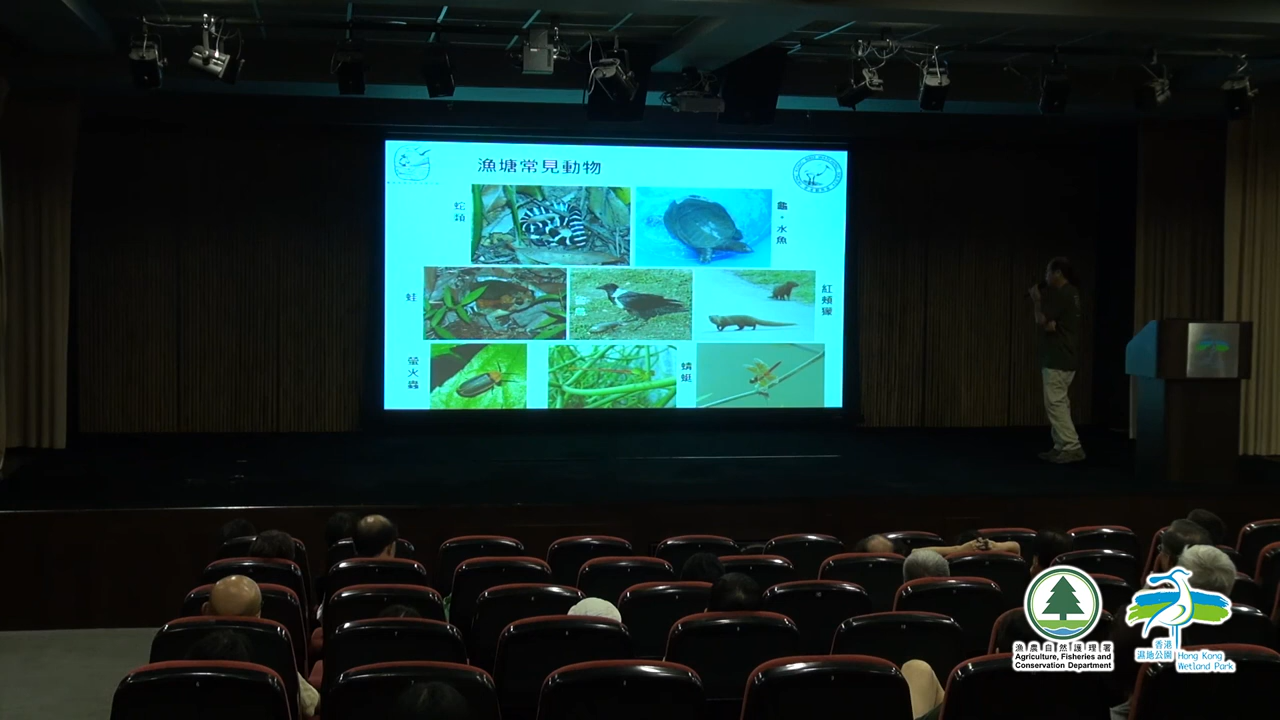 漁塘常見動物
蛇類
龜、水魚
蛙
紅頰獴
螢火蟲
蜻蜓
漁農自然護理署
Agriculture, Fisheries and
Conservation Department
香港
濕地公園
Hong Kong
Wetland Park